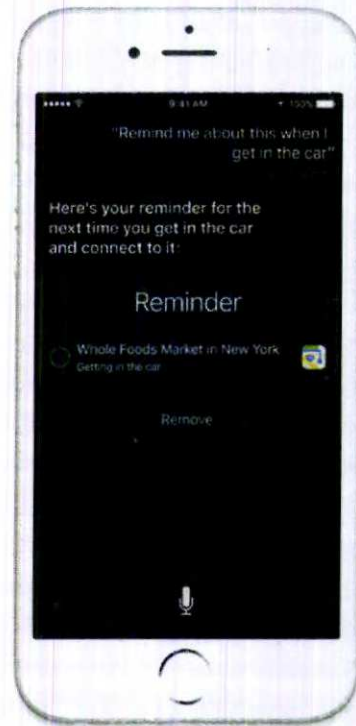 9:41 AM 100%
"Remind me about this when I
get in the car"
Here's your reminder for the
next time you get in the car
and connect to it:
Reminder
Whole Foods Market in New York
Getting in the car
Remove